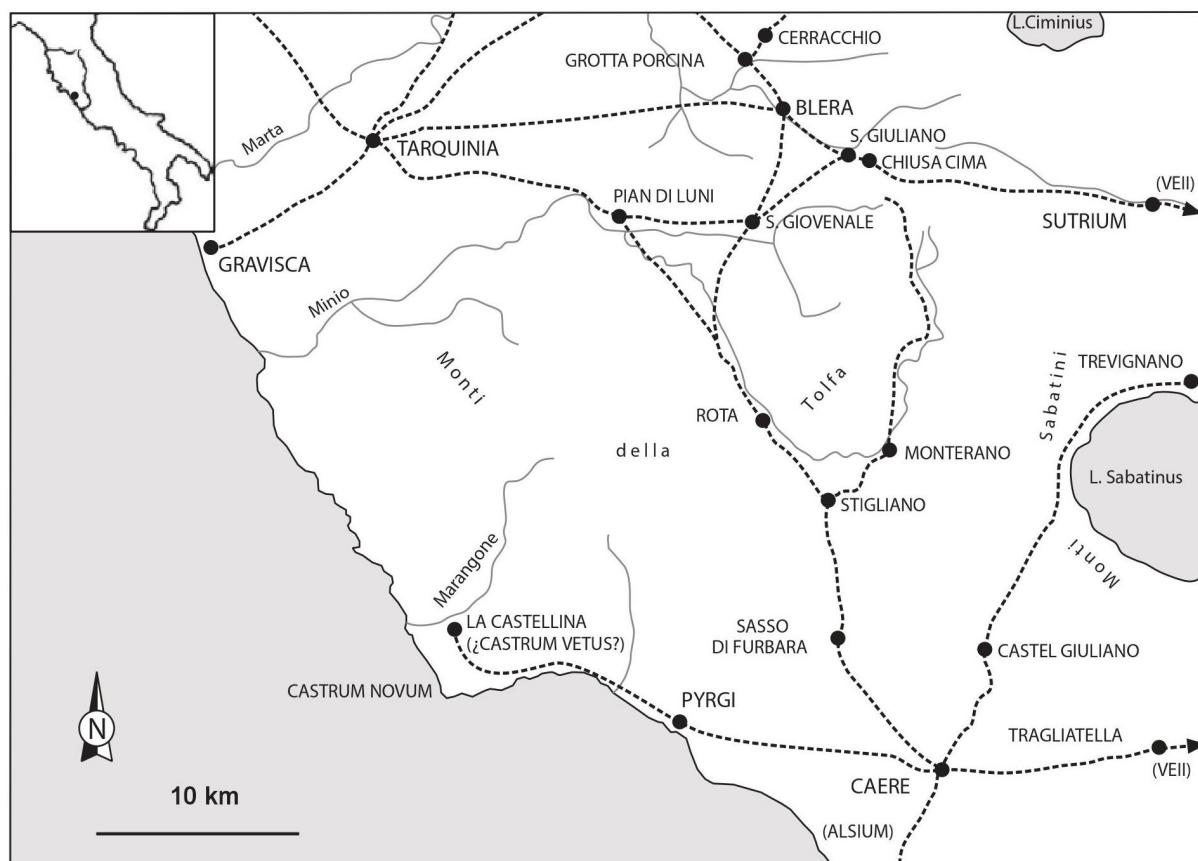 L.Ciminius
CERRACCHIO
GROTTA PORCINA
BLERA
Marta
TARQUINIA
S. GIULIANO
CHIUSA CIMA
(VEII)
PIAN DI LUNI
S. GIOVENALE
SUTRIUM
GRAVISCA
Minio
Monti
della
Tolfa
Sabatini
TREVIGNANO
ROTA
MONTERANO
L. Sabatinus
STIGLIANO
Monti
Marangone
LA CASTELLINA
(¿CASTRUM VETUS?)
SASSO
DI FURBARA
CASTEL GIULIANO
CASTRUM NOVUM
PYRGI
N
TRAGLIATELLA
(VEII)
CAERE
10 km
(ALSIUM)